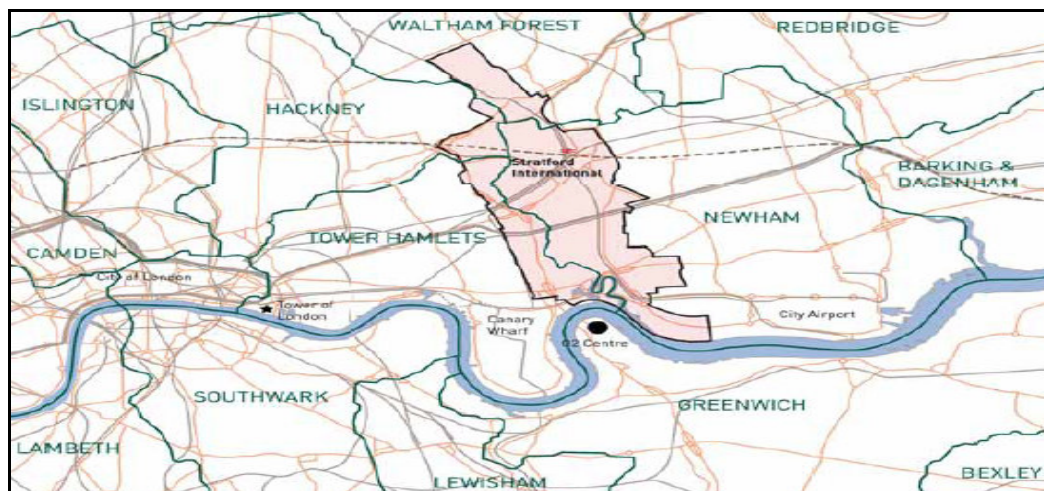 WALTHAM FOREST
REDBRIDGE
ISLINGTON
HACKNEY
Stratford
International
BARKING &
DAGENHAM
NEWHAM
TOWER HAMLETS
CAMDEN
City of London
Tower of
London
Canary
Wharf
City Airport
O2 Centre
SOUTHWARK
GREENWICH
LAMBETH
LEWISHAM
BEXLEY